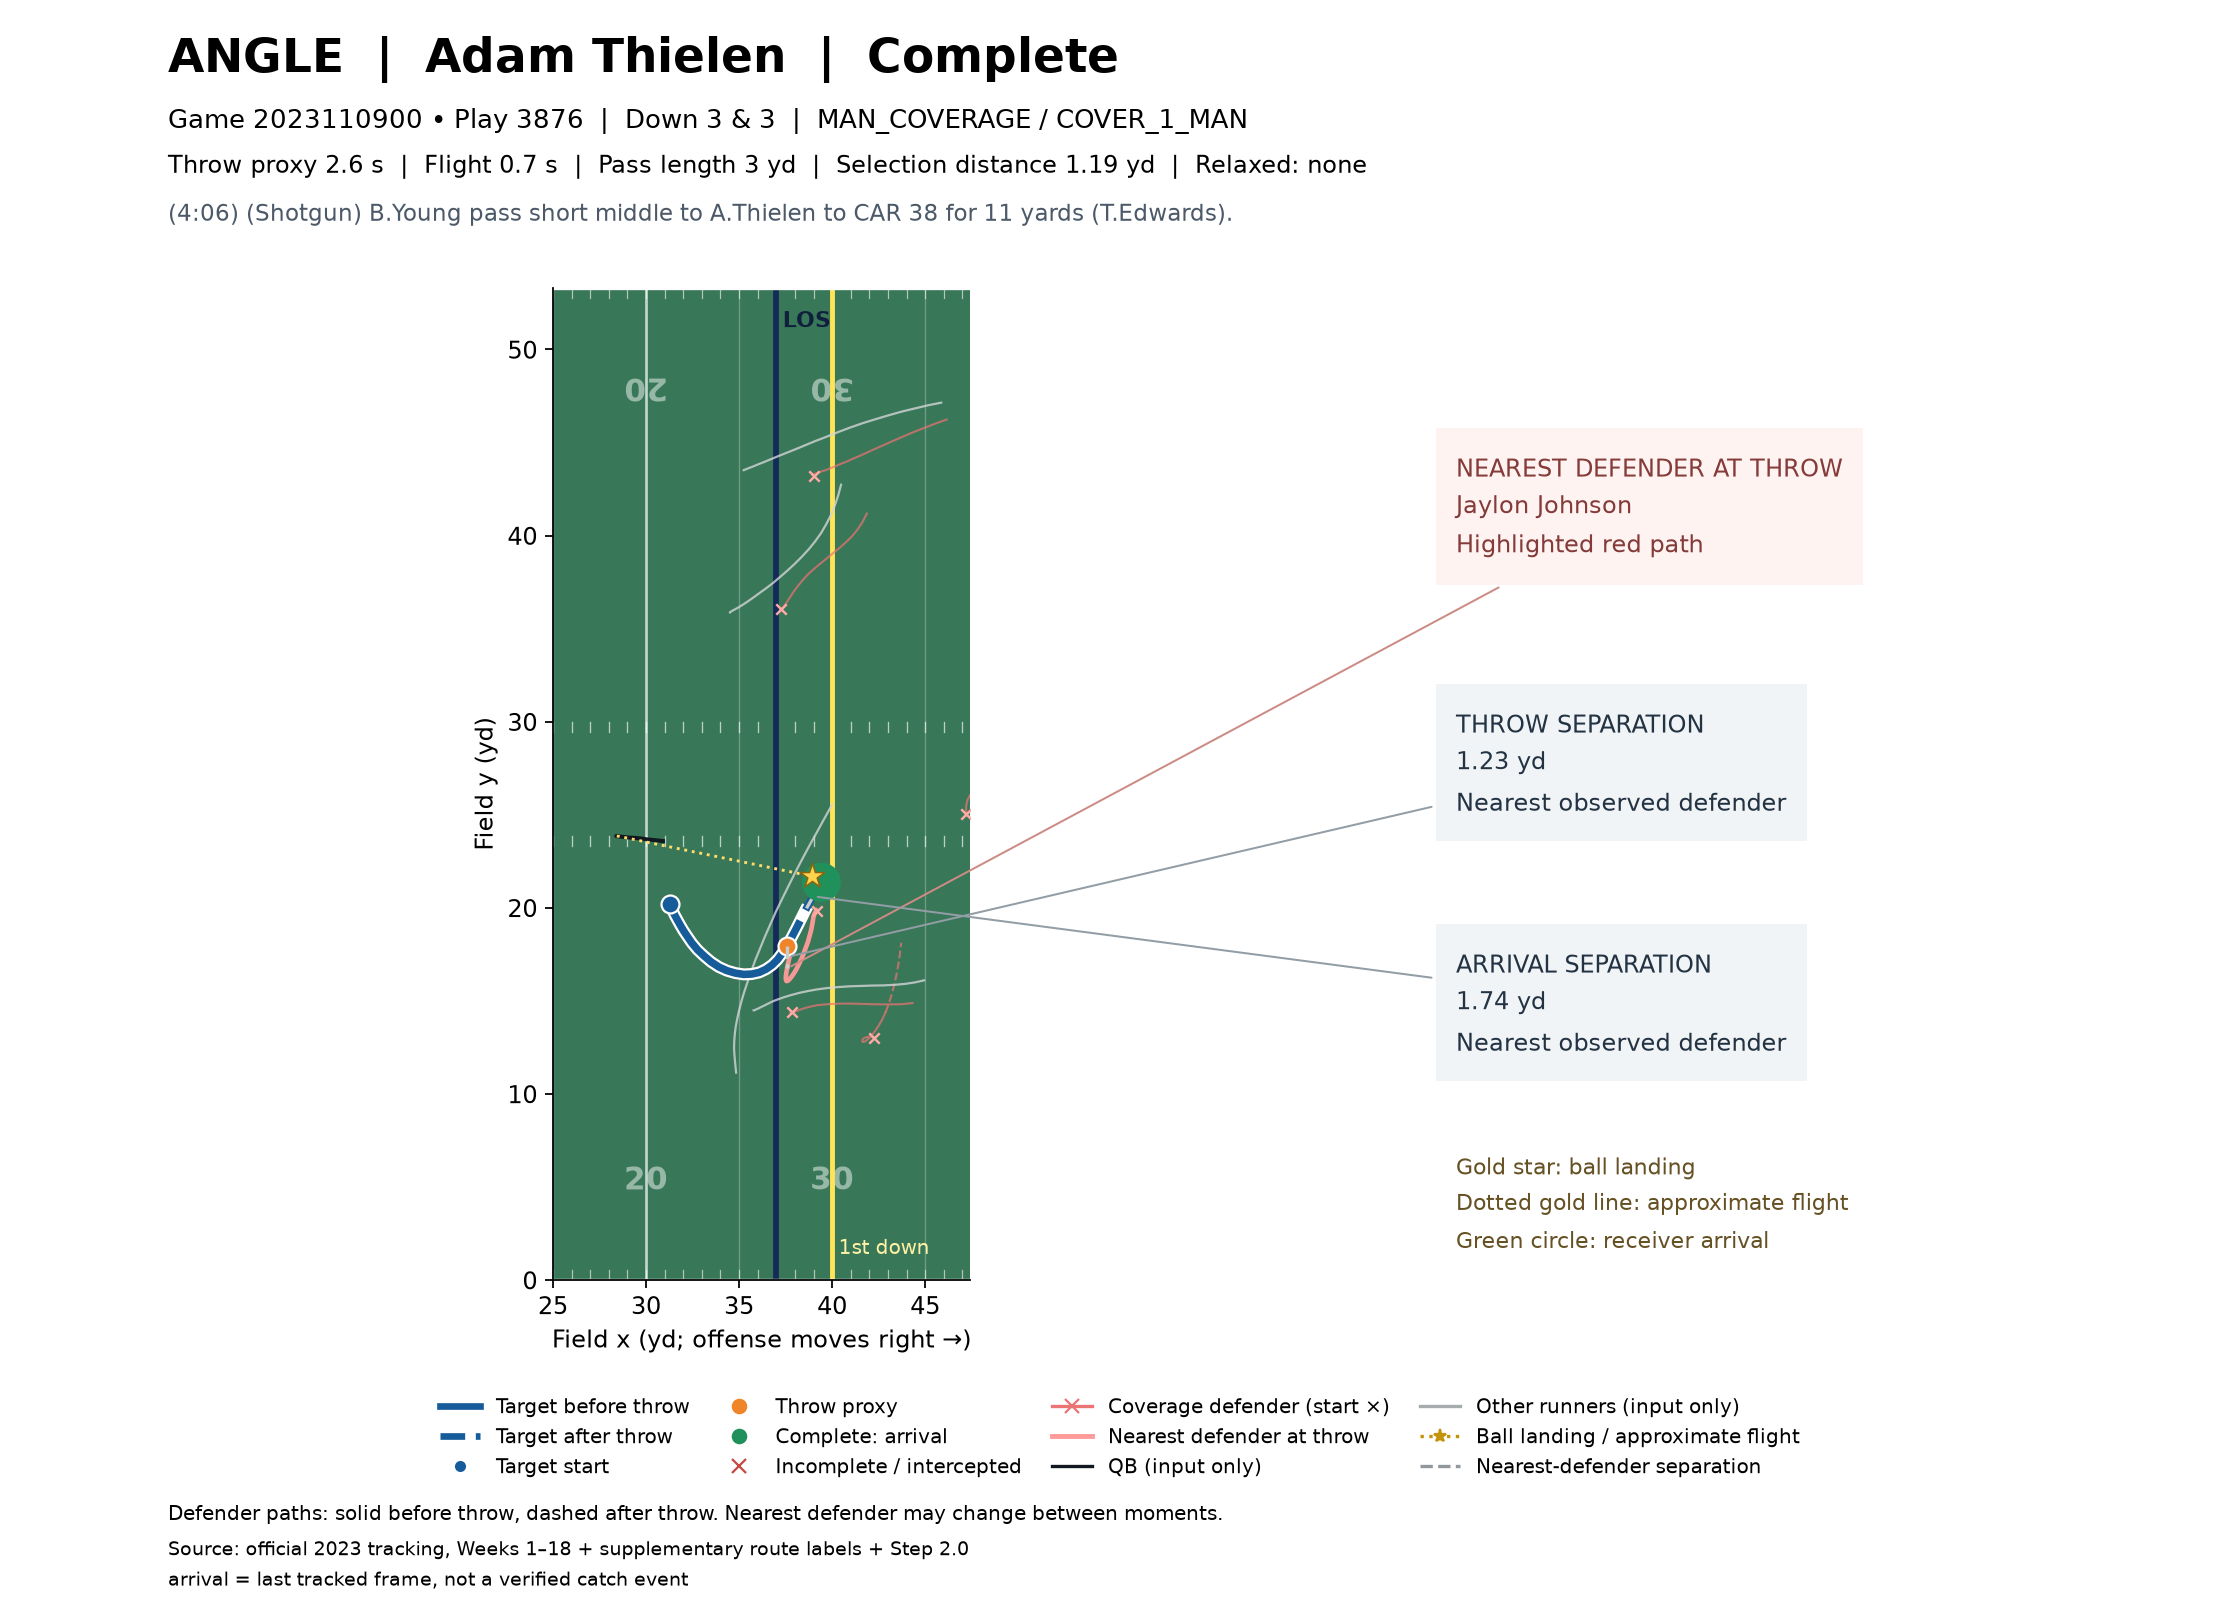 ANGLE | Adam Thielen | Complete
Game 2023110900 • Play 3876 | Down 3 & 3 | MAN_COVERAGE / COVER_1_MAN
Throw proxy 2.6 s | Flight 0.7 s | Pass length 3 yd | Selection distance 1.19 yd | Relaxed: none
(4:06) (Shotgun) B.Young pass short middle to A.Thielen to CAR 38 for 11 yards (T.Edwards).
LOS
50
20 30
40
30
20
10
0
20 30
1st down
25 30 35 40 45
Field y (yd)
Field x (yd; offense moves right →)
NEAREST DEFENDER AT THROW
Jaylon Johnson
Highlighted red path
THROW SEPARATION
1.23 yd
Nearest observed defender
ARRIVAL SEPARATION
1.74 yd
Nearest observed defender
Gold star: ball landing
Dotted gold line: approximate flight
Green circle: receiver arrival
Target before throw
Target after throw
Target start
Throw proxy
Complete: arrival
Incomplete / intercepted
Coverage defender (start ×)
Nearest defender at throw
QB (input only)
Other runners (input only)
Ball landing / approximate flight
Nearest-defender separation
Defender paths: solid before throw, dashed after throw. Nearest defender may change between moments.
Source: official 2023 tracking, Weeks 1–18 + supplementary route labels + Step 2.0
arrival = last tracked frame, not a verified catch event